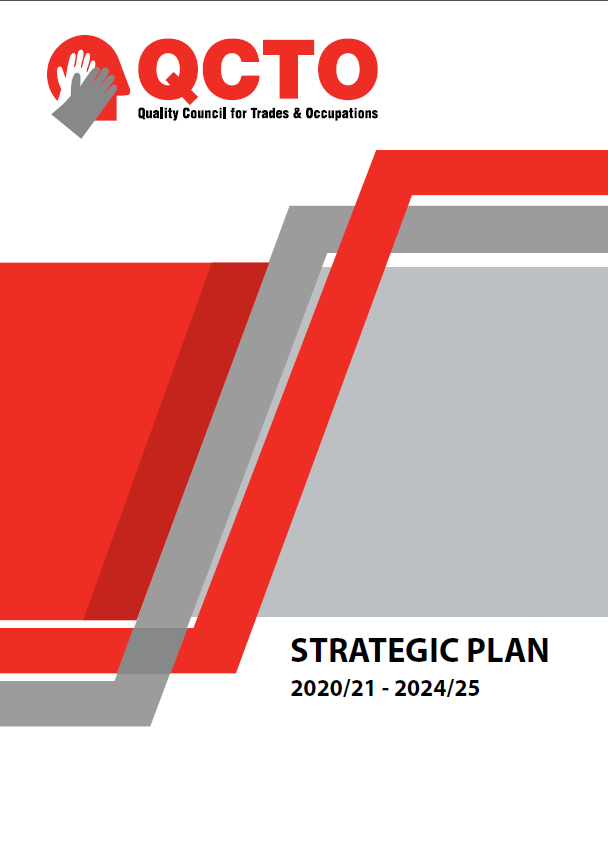 QCTO
Quality Council for Trades & Occupations
STRATEGIC PLAN
2020/21 - 2024/25